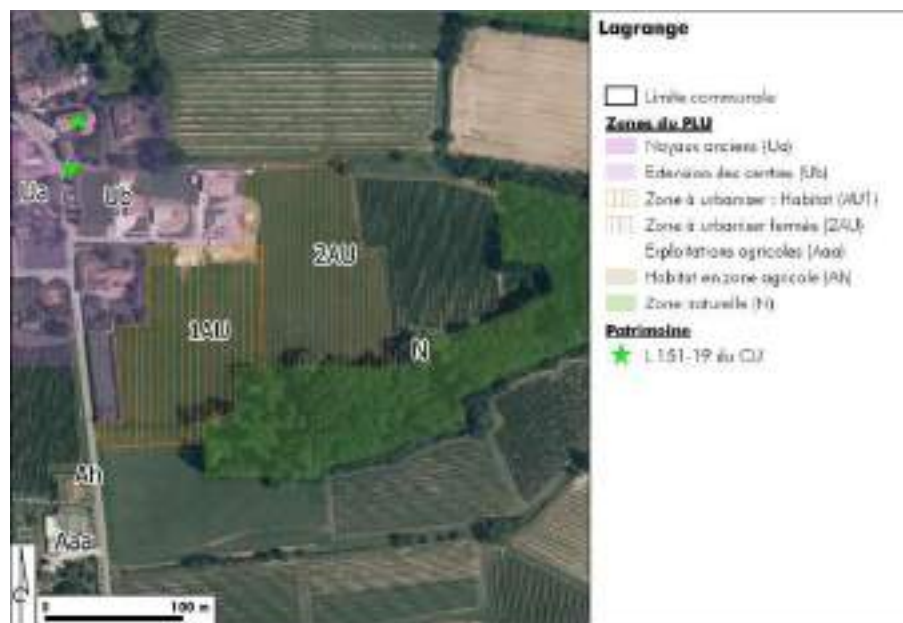 Lagrange
Limite communale
Zones du PLU
Noyaux anciens (Ua)
Extension des centres (Ub)
Zone à urbaniser : Habitat (AU1)
Zone à urbaniser fermée (2AU)
Exploitations agricoles (Aaa)
Habitat en zone agricole (Ah)
Zone naturelle (N)
Patrimoine
L 151-19 du CU
Ua
Ub
2AU
1AU
N
Ah
Aaa
0 100 m